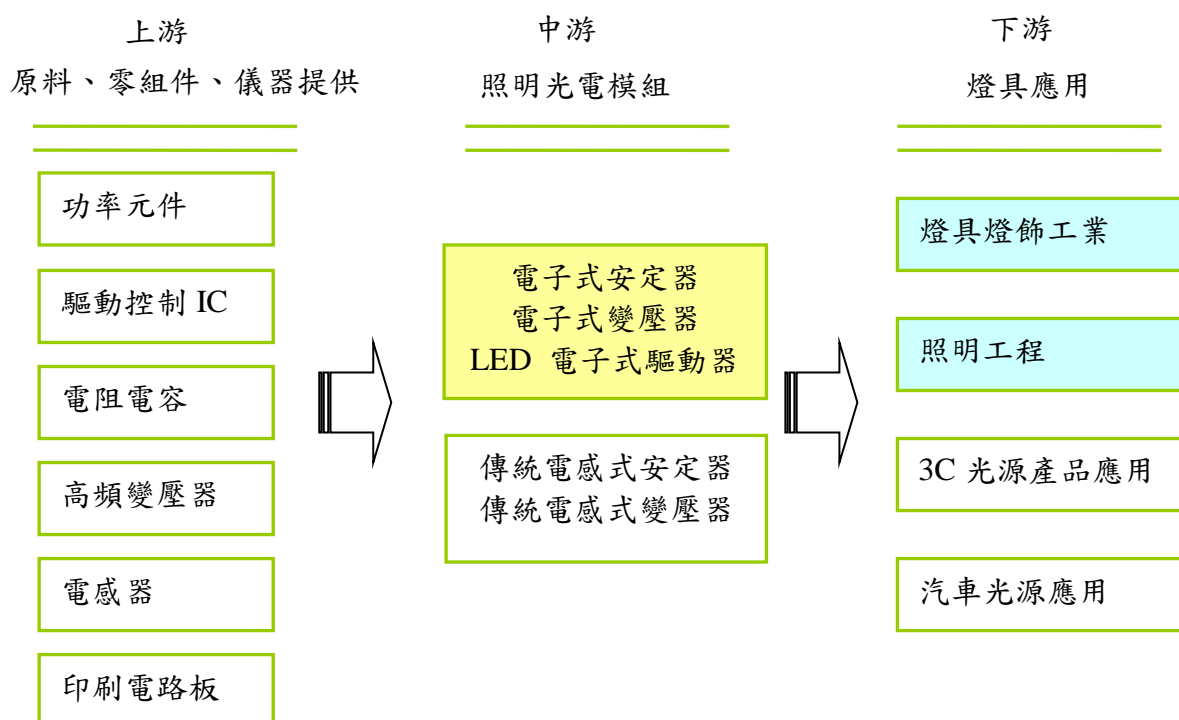 上游
原料、零組件、儀器提供
功率元件
驅動控制 IC
電阻電容
高頻變壓器
電感器
印刷電路板
中游
照明光電模組
電子式安定器
電子式變壓器
LED 電子式驅動器
傳統電感式安定器
傳統電感式變壓器
下游
燈具應用
燈具燈飾工業
照明工程
3C 光源產品應用
汽車光源應用